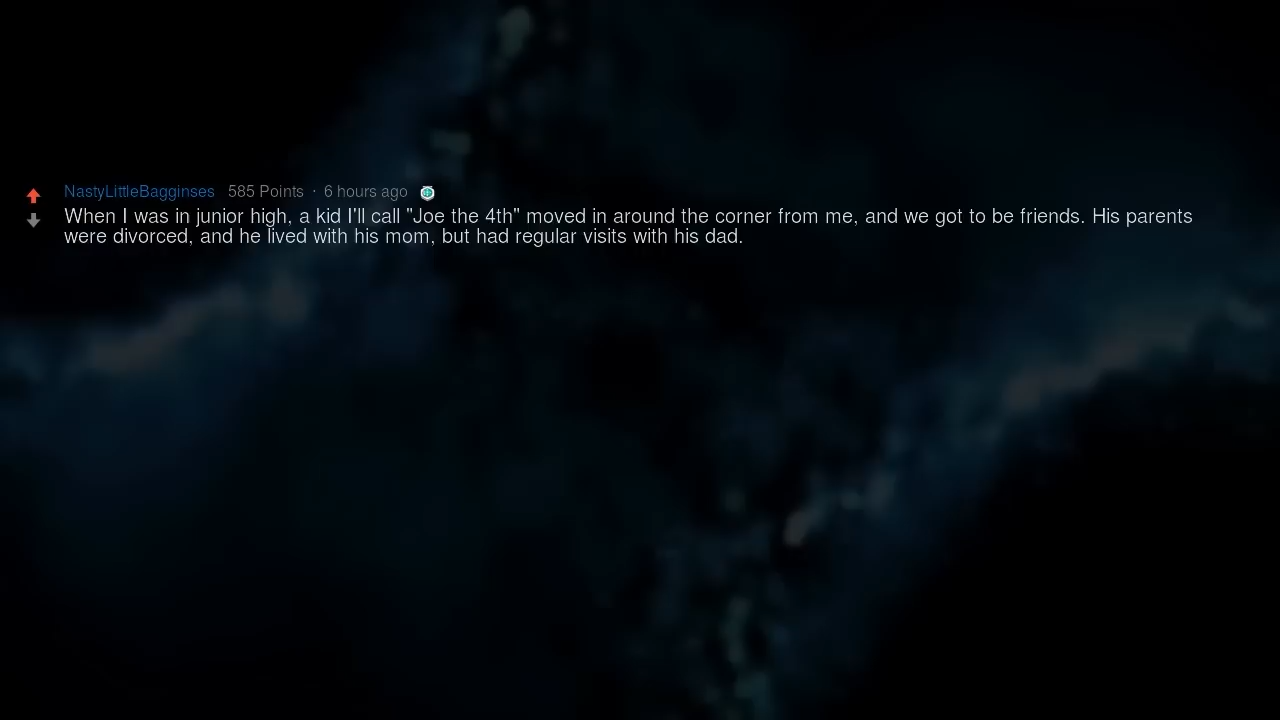 NastyLittleBagginses 585 Points · 6 hours ago
When I was in junior high, a kid I'll call "Joe the 4th" moved in around the corner from me, and we got to be friends. His parents
were divorced, and he lived with his mom, but had regular visits with his dad.